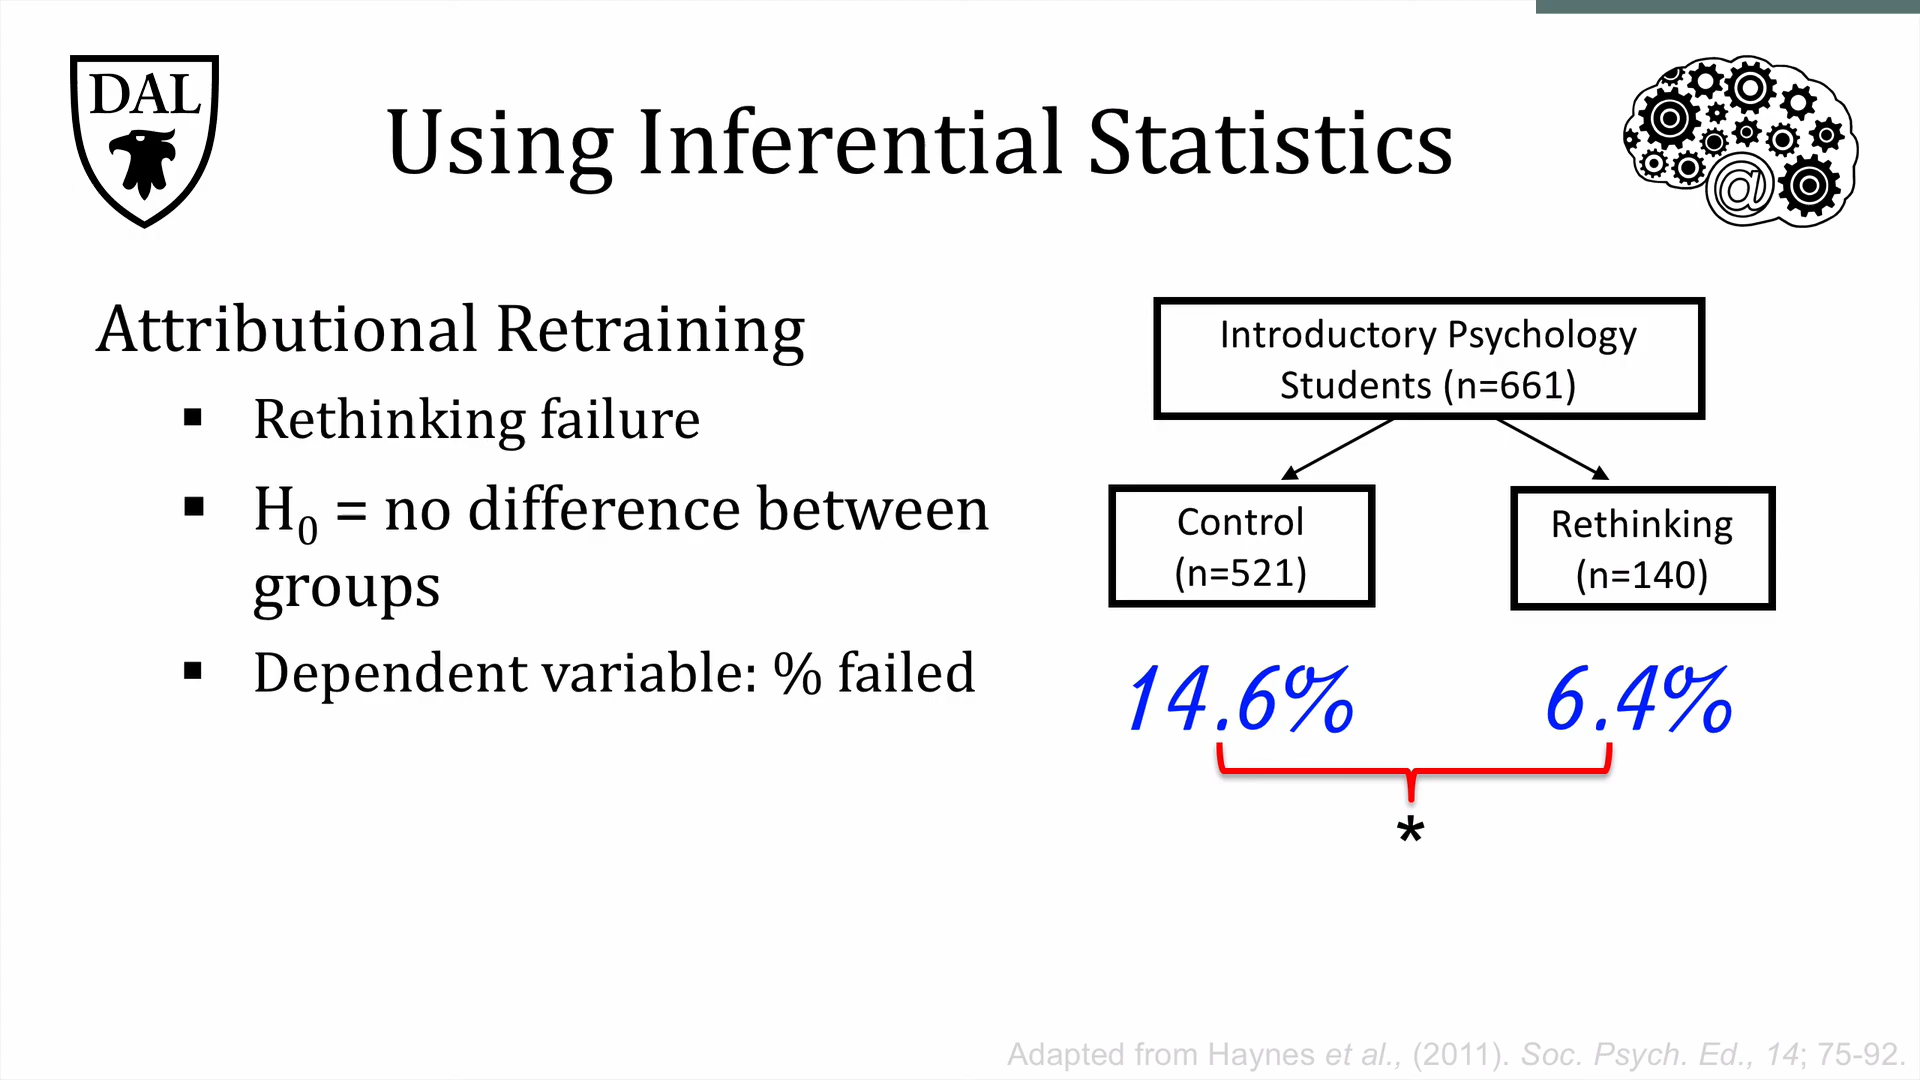 DAL
Using Inferential Statistics
@
Attributional Retraining
▪ Rethinking failure
▪ H₀ = no difference between
groups
▪ Dependent variable: % failed
Introductory Psychology
Students (n=661)
Control
(n=521)
Rethinking
(n=140)
14.6%
6.4%
*
Adapted from Haynes et al., (2011). Soc. Psych. Ed., 14; 75-92.